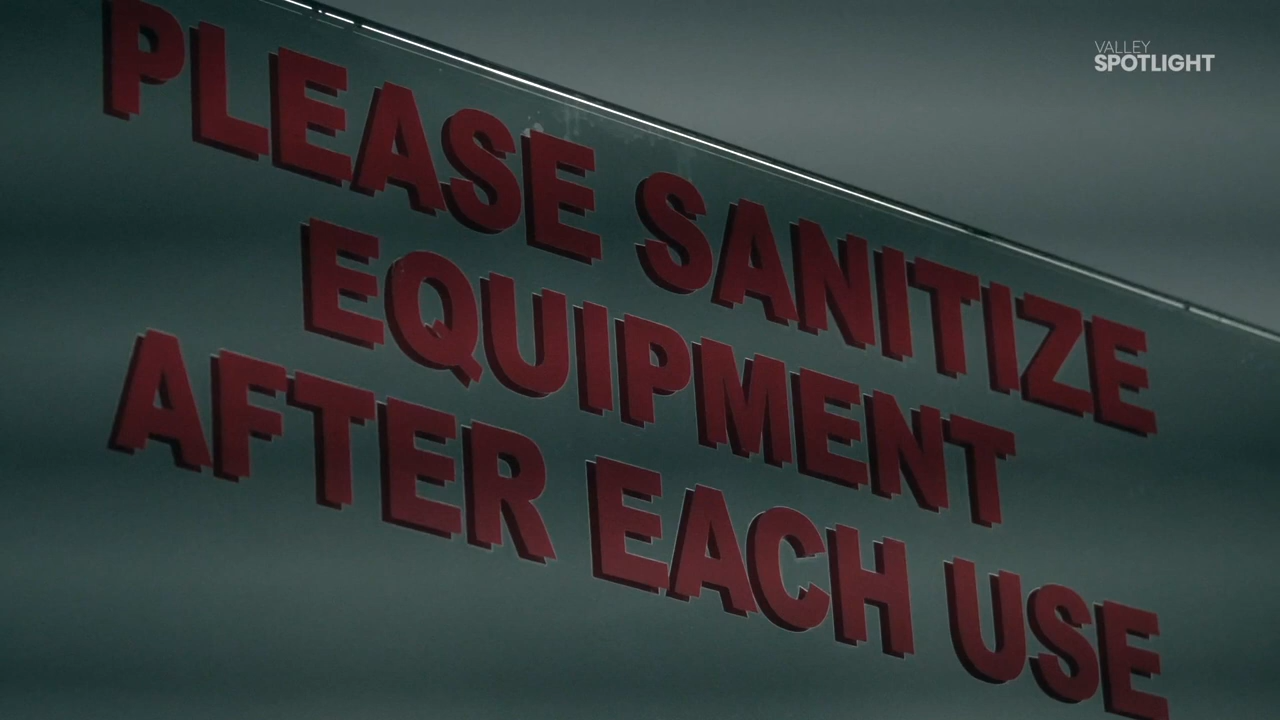 VALLEY
SPOTLIGHT
PLEASE SANITIZE
EQUIPMENT
AFTER EACH USE